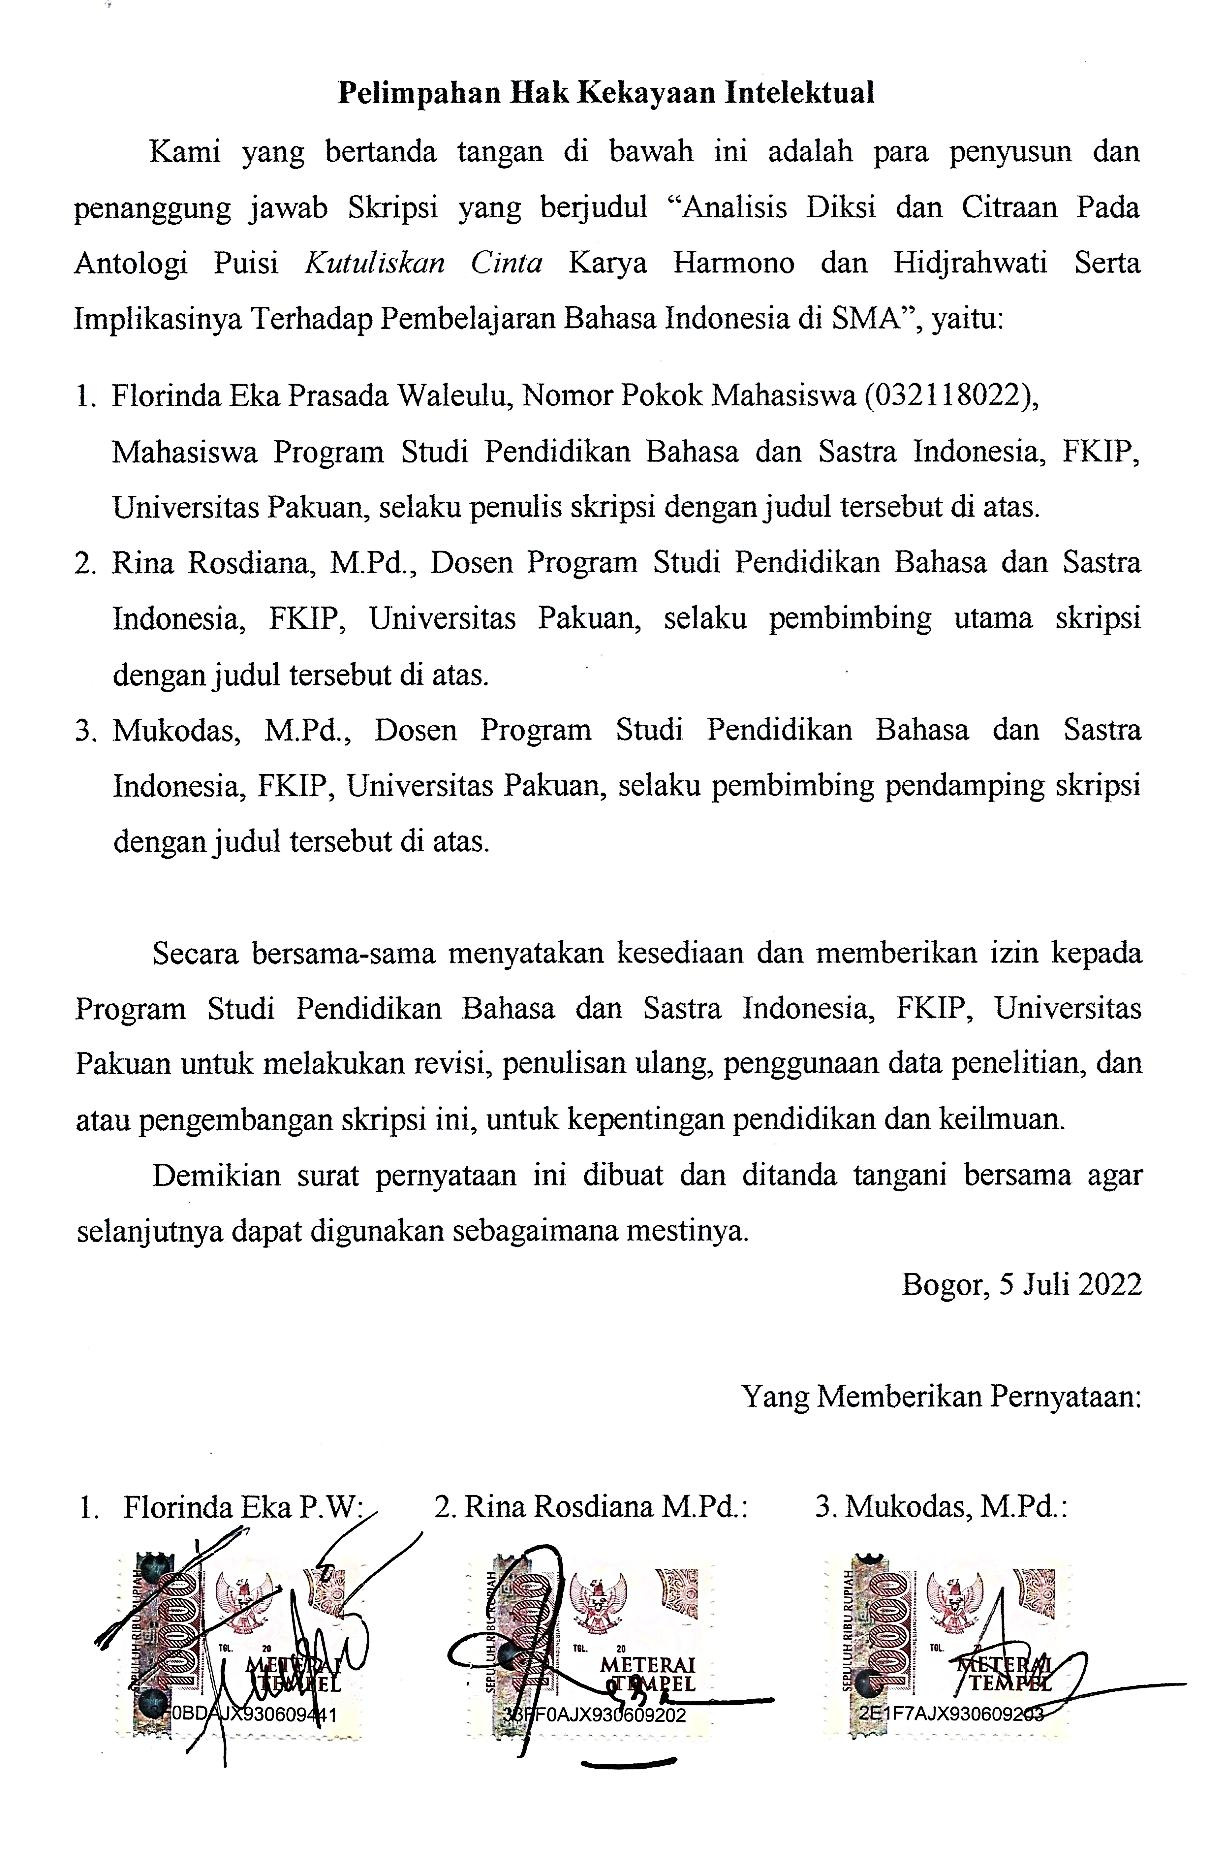 Pelimpahan Hak Kekayaan Intelektual
Kami yang bertanda tangan di bawah ini adalah para penyusun dan
penanggung jawab Skripsi yang berjudul “Analisis Diksi dan Citraan Pada
Antologi Puisi Kutuliskan Cinta Karya Harmono dan Hidjrahwati Serta
Implikasinya Terhadap Pembelajaran Bahasa Indonesia di SMA”, yaitu:
1. Florinda Eka Prasada Waleulu, Nomor Pokok Mahasiswa (032118022),
Mahasiswa Program Studi Pendidikan Bahasa dan Sastra Indonesia, FKIP,
Universitas Pakuan, selaku penulis skripsi dengan judul tersebut di atas.
2. Rina Rosdiana, M.Pd., Dosen Program Studi Pendidikan Bahasa dan Sastra
Indonesia, FKIP, Universitas Pakuan, selaku pembimbing utama skripsi
dengan judul tersebut di atas.
3. Mukodas, M.Pd., Dosen Program Studi Pendidikan Bahasa dan Sastra
Indonesia, FKIP, Universitas Pakuan, selaku pembimbing pendamping skripsi
dengan judul tersebut di atas.
Secara bersama-sama menyatakan kesediaan dan memberikan izin kepada
Program Studi Pendidikan Bahasa dan Sastra Indonesia, FKIP, Universitas
Pakuan untuk melakukan revisi, penulisan ulang, penggunaan data penelitian, dan
atau pengembangan skripsi ini, untuk kepentingan pendidikan dan keilmuan.
Demikian surat pernyataan ini dibuat dan ditanda tangani bersama agar
selanjutnya dapat digunakan sebagaimana mestinya.
Bogor, 5 Juli 2022
Yang Memberikan Pernyataan:
1. Florinda Eka P.W: 2. Rina Rosdiana M.Pd.: 3. Mukodas, M.Pd.:
SEPULUH RIBU RUPIAH SEPULUH RIBU RUPIAH SEPULUH RIBU RUPIAH
10000 10000 10000
TGL. 20 TGL. 20 TGL.
METERAI METERAI METERAI
TEMPEL TEMPEL TEMPEL
2E1F7AJX930609203